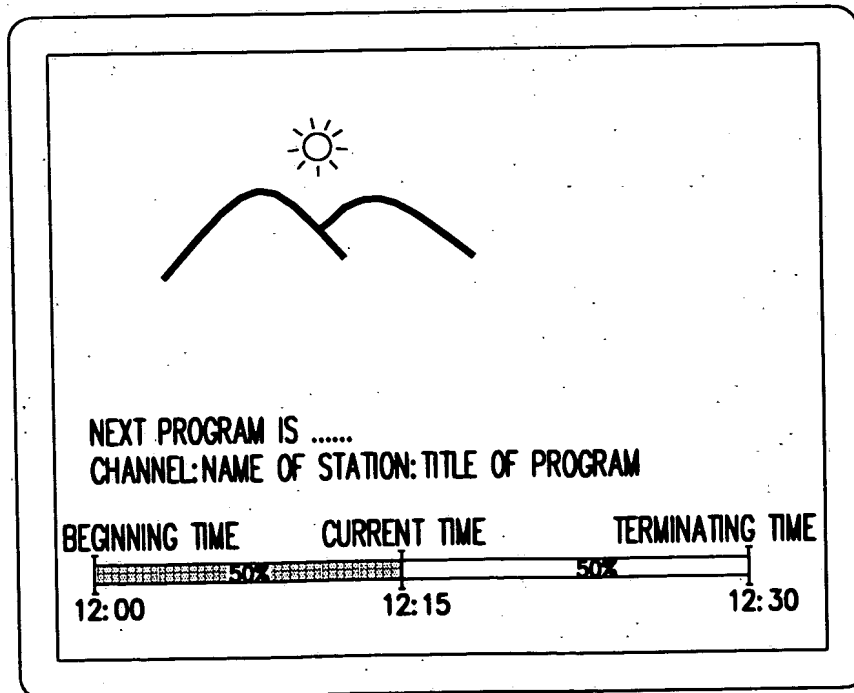 NEXT PROGRAM IS ......
CHANNEL:NAME OF STATION:TITLE OF PROGRAM
BEGINNING TIME CURRENT TIME TERMINATING TIME
50% 50%
12:00 12:15 12:30